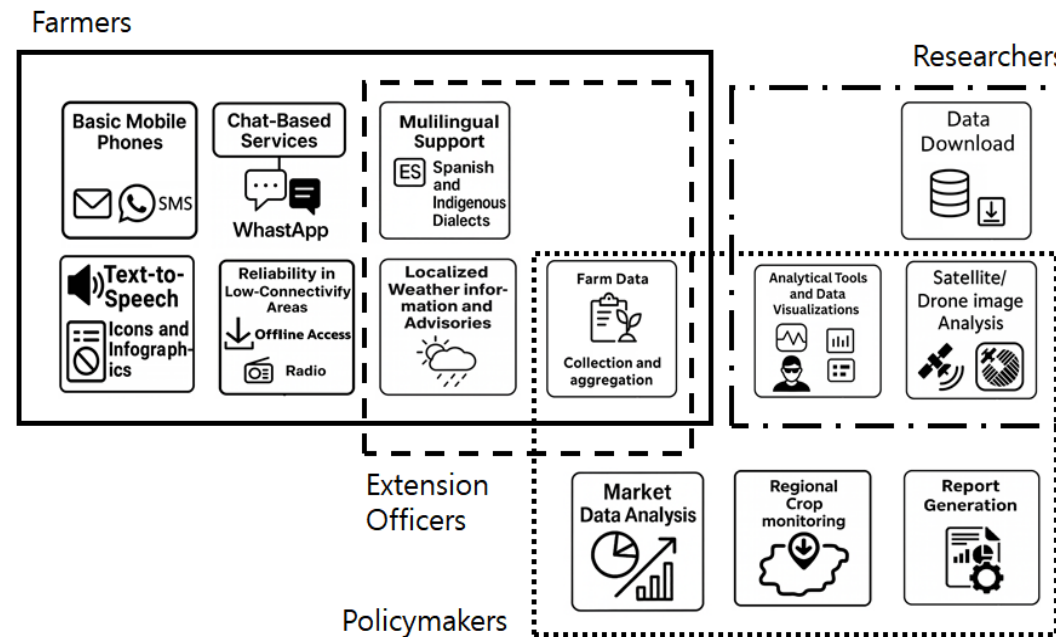 Farmers
Researchers
Basic Mobile
Phones
SMS
Chat-Based
Services
WhastApp
Mulilingual
Support
ES
Spanish
and
Indigenous
Dialects
Data
Download
Text-to-
Speech
Icons and
Infograph-
ics
Reliability in
Low-Connectivity
Areas
Offline Access
Radio
Localized
Weather infor-
mation and
Advisories
Farm Data
Collection and
aggregation
Analytical Tools
and Data
Visualizations
Satellite/
Drone image
Analysis
Extension
Officers
Market
Data Analysis
Regional
Crop
monitoring
Report
Generation
Policymakers